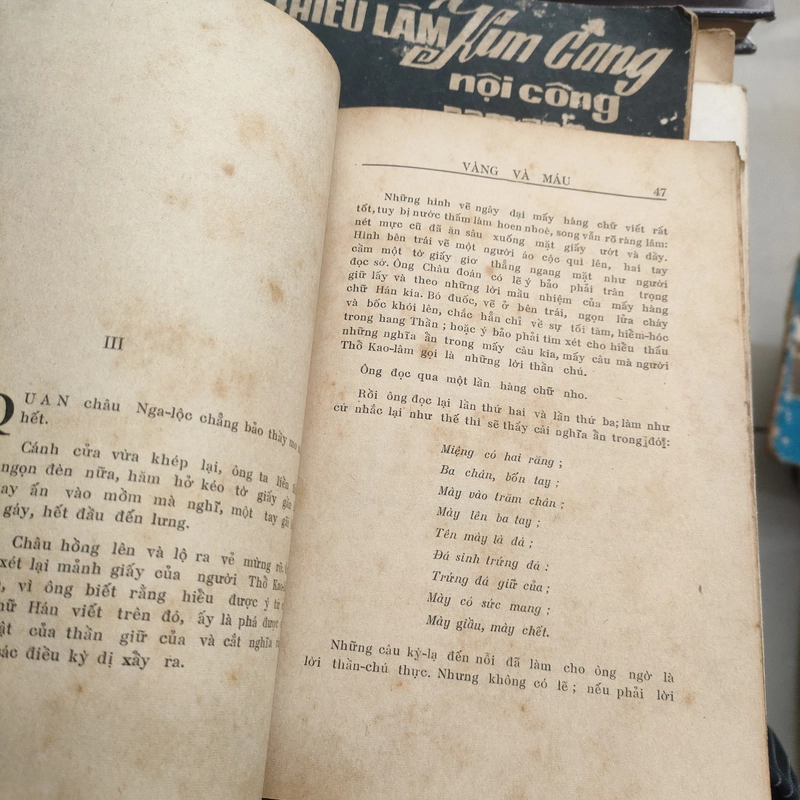 THIẾU LÂM
Kim Cang
nội công
III
QUAN châu Nga-lộc chẳng bảo thầy
hết.
Cánh cửa vừa khép lại, ông ta liền
ngọn đèn nữa, hăm hở kéo tờ giấy gần
tay ấn vào mồm mà nghĩ, một tay gãi
gáy, hết đầu đến lưng.
Châu hồng lên và lộ ra vẻ mừng rỡ.
xét lại mảnh giấy của người Thổ Kao-
vì ông biết rằng hiểu được ý tứ
chữ Hán viết trên đó, ấy là phá được
của thần giữ của và cắt nghĩa
các điều kỳ dị xẩy ra.
VÀNG VÀ MÁU
47
Những hình vẽ ngây dại mấy hàng chữ viết rất
tốt, tuy bị nước thấm làm hoen nhoè, song vẫn rõ ràng lắm:
nét mực cũ đã ăn sâu xuống mặt giấy ướt và dầy.
Hình bên trái vẽ một người áo cộc quì lên, hai tay
cầm một tờ giấy giơ thẳng ngang mặt như người
đọc sớ. Ông Châu đoán có lẽ ý bảo phải trân trọng
giữ lấy và theo những lời mầu nhiệm của mấy hàng
chữ Hán kia. Bó đuốc, vẽ ở bên trái, ngọn lửa cháy
và bốc khói lên, chắc hẳn chỉ về sự tối tăm, hiểm-hóc
trong hang Thần ; hoặc ý bảo phải tìm xét cho hiểu thấu
những nghĩa ẩn trong mấy câu kia, mấy câu mà người
Thổ Kao-lâm gọi là những lời thần chú.
Ông đọc qua một lần hàng chữ nho.
Rồi ông đọc lại lần thứ hai và lần thứ ba; làm như
cứ nhắc lại như thế thì sẽ thấy cái nghĩa ẩn trong đó:
Miệng có hai răng ;
Ba chân, bốn tay ;
Mày vào trăm chân ;
Mày lên ba tay ;
Tên mày là đá ;
Đá sinh trứng đá ;
Trứng đá giữ của ;
Mày có sức mang ;
Mày giầu, mày chết.
Những câu kỳ-lạ đến nỗi đã làm cho ông ngờ là
lời thần-chú thực. Nhưng không có lẽ ; nếu phải lời